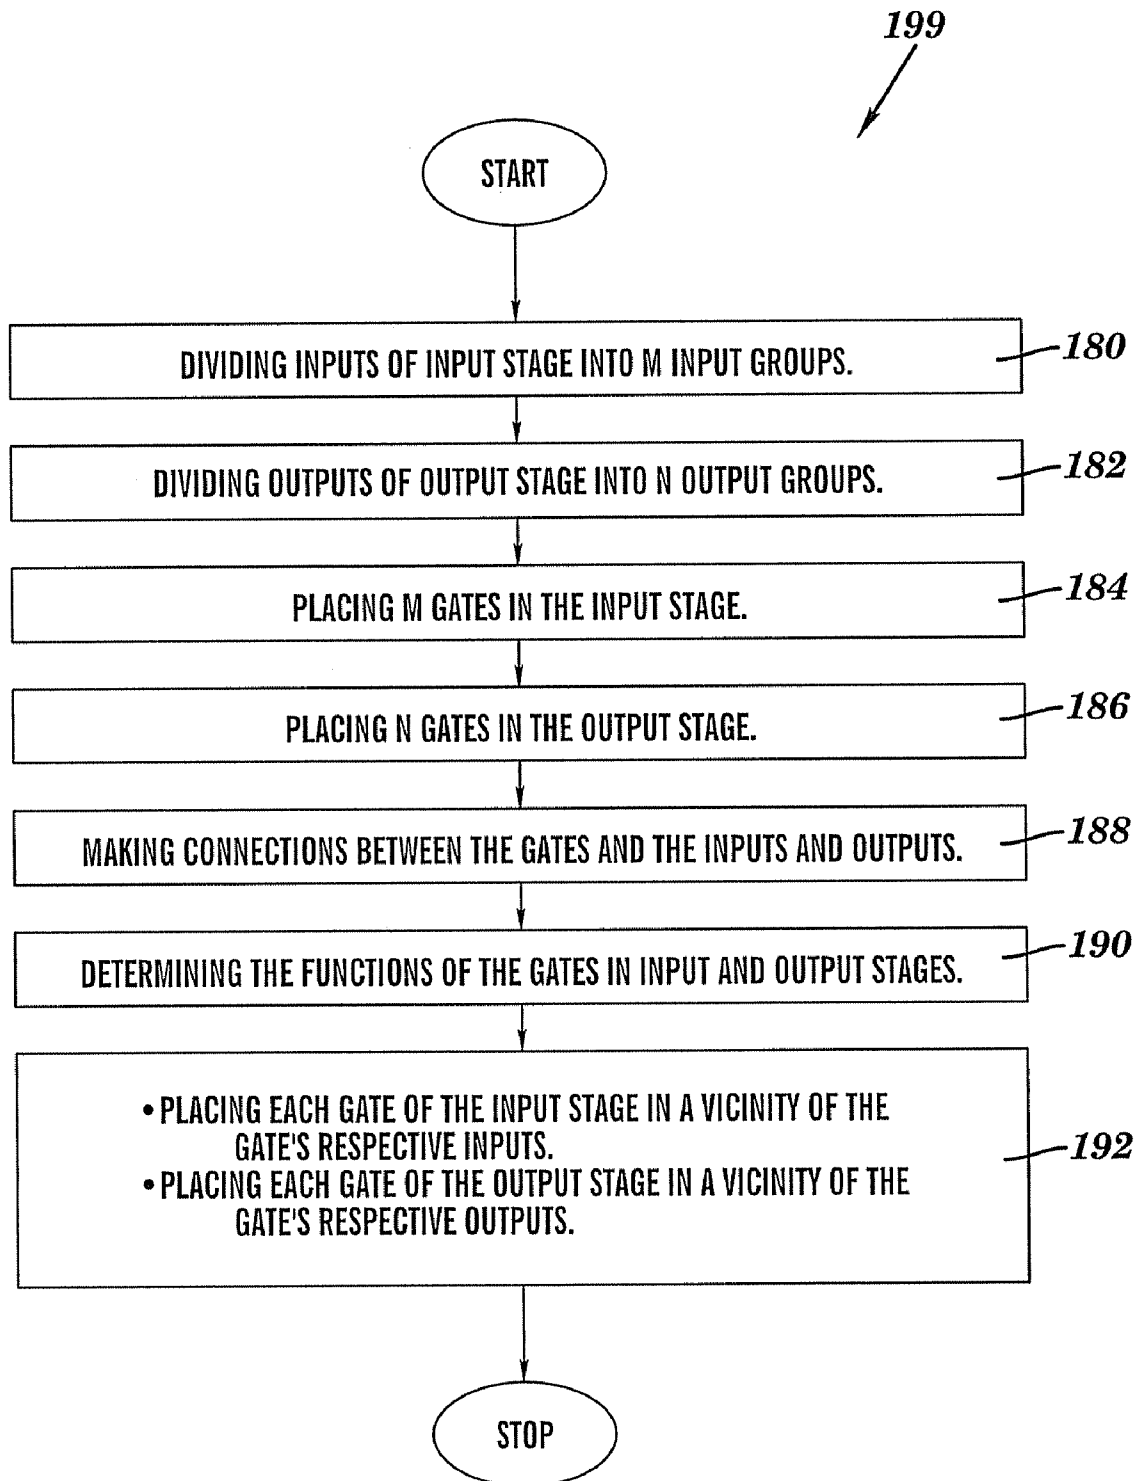 199
START
DIVIDING INPUTS OF INPUT STAGE INTO M INPUT GROUPS.
180
DIVIDING OUTPUTS OF OUTPUT STAGE INTO N OUTPUT GROUPS.
182
PLACING M GATES IN THE INPUT STAGE.
184
PLACING N GATES IN THE OUTPUT STAGE.
186
MAKING CONNECTIONS BETWEEN THE GATES AND THE INPUTS AND OUTPUTS.
188
DETERMINING THE FUNCTIONS OF THE GATES IN INPUT AND OUTPUT STAGES.
190
• PLACING EACH GATE OF THE INPUT STAGE IN A VICINITY OF THE
GATE'S RESPECTIVE INPUTS.
• PLACING EACH GATE OF THE OUTPUT STAGE IN A VICINITY OF THE
GATE'S RESPECTIVE OUTPUTS.
192
STOP